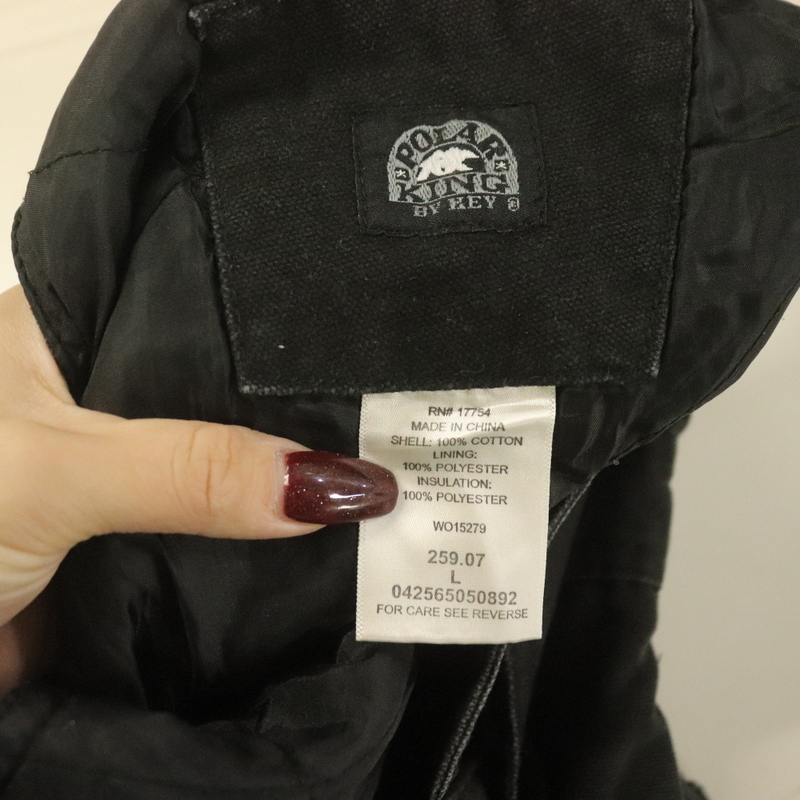 POLAR
KING
BY KEY ®
RN# 17754
MADE IN CHINA
SHELL: 100% COTTON
LINING:
100% POLYESTER
INSULATION:
100% POLYESTER
WO15279
259.07
L
042565050892
FOR CARE SEE REVERSE